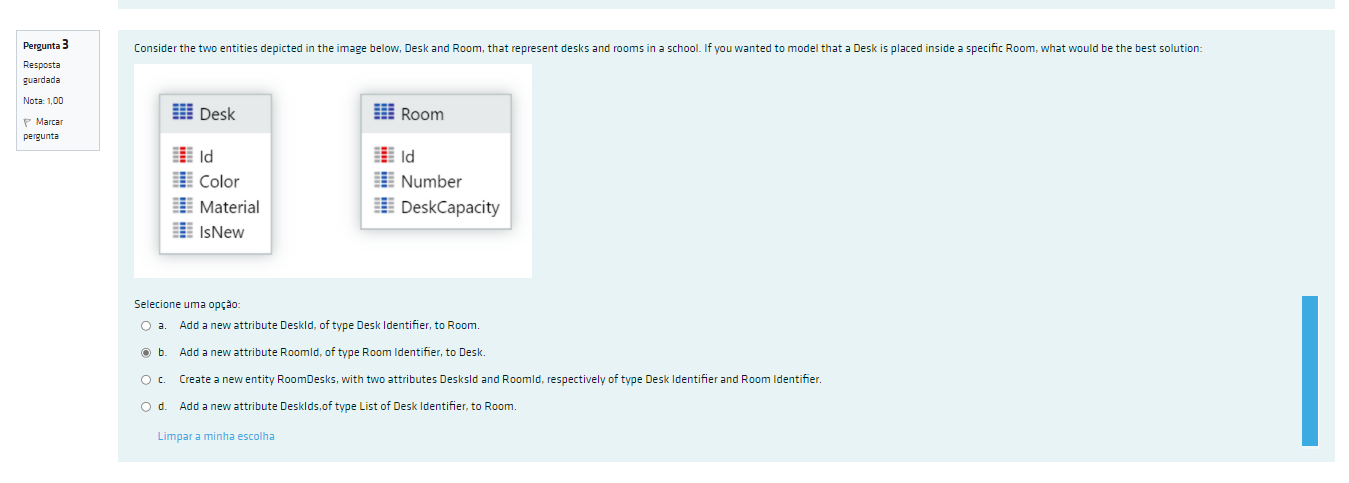 Pergunta 3
Resposta
guardada
Nota: 1,00
Marcar
pergunta
Consider the two entities depicted in the image below, Desk and Room, that represent desks and rooms in a school. If you wanted to model that a Desk is placed inside a specific Room, what would be the best solution:
Desk
Id
Color
Material
IsNew
Room
Id
Number
DeskCapacity
Selecione uma opção:
a. Add a new attribute DeskId, of type Desk Identifier, to Room.
b. Add a new attribute RoomId, of type Room Identifier, to Desk.
c. Create a new entity RoomDesks, with two attributes DesksId and RoomId, respectively of type Desk Identifier and Room Identifier.
d. Add a new attribute DeskIds,of type List of Desk Identifier, to Room.
Limpar a minha escolha